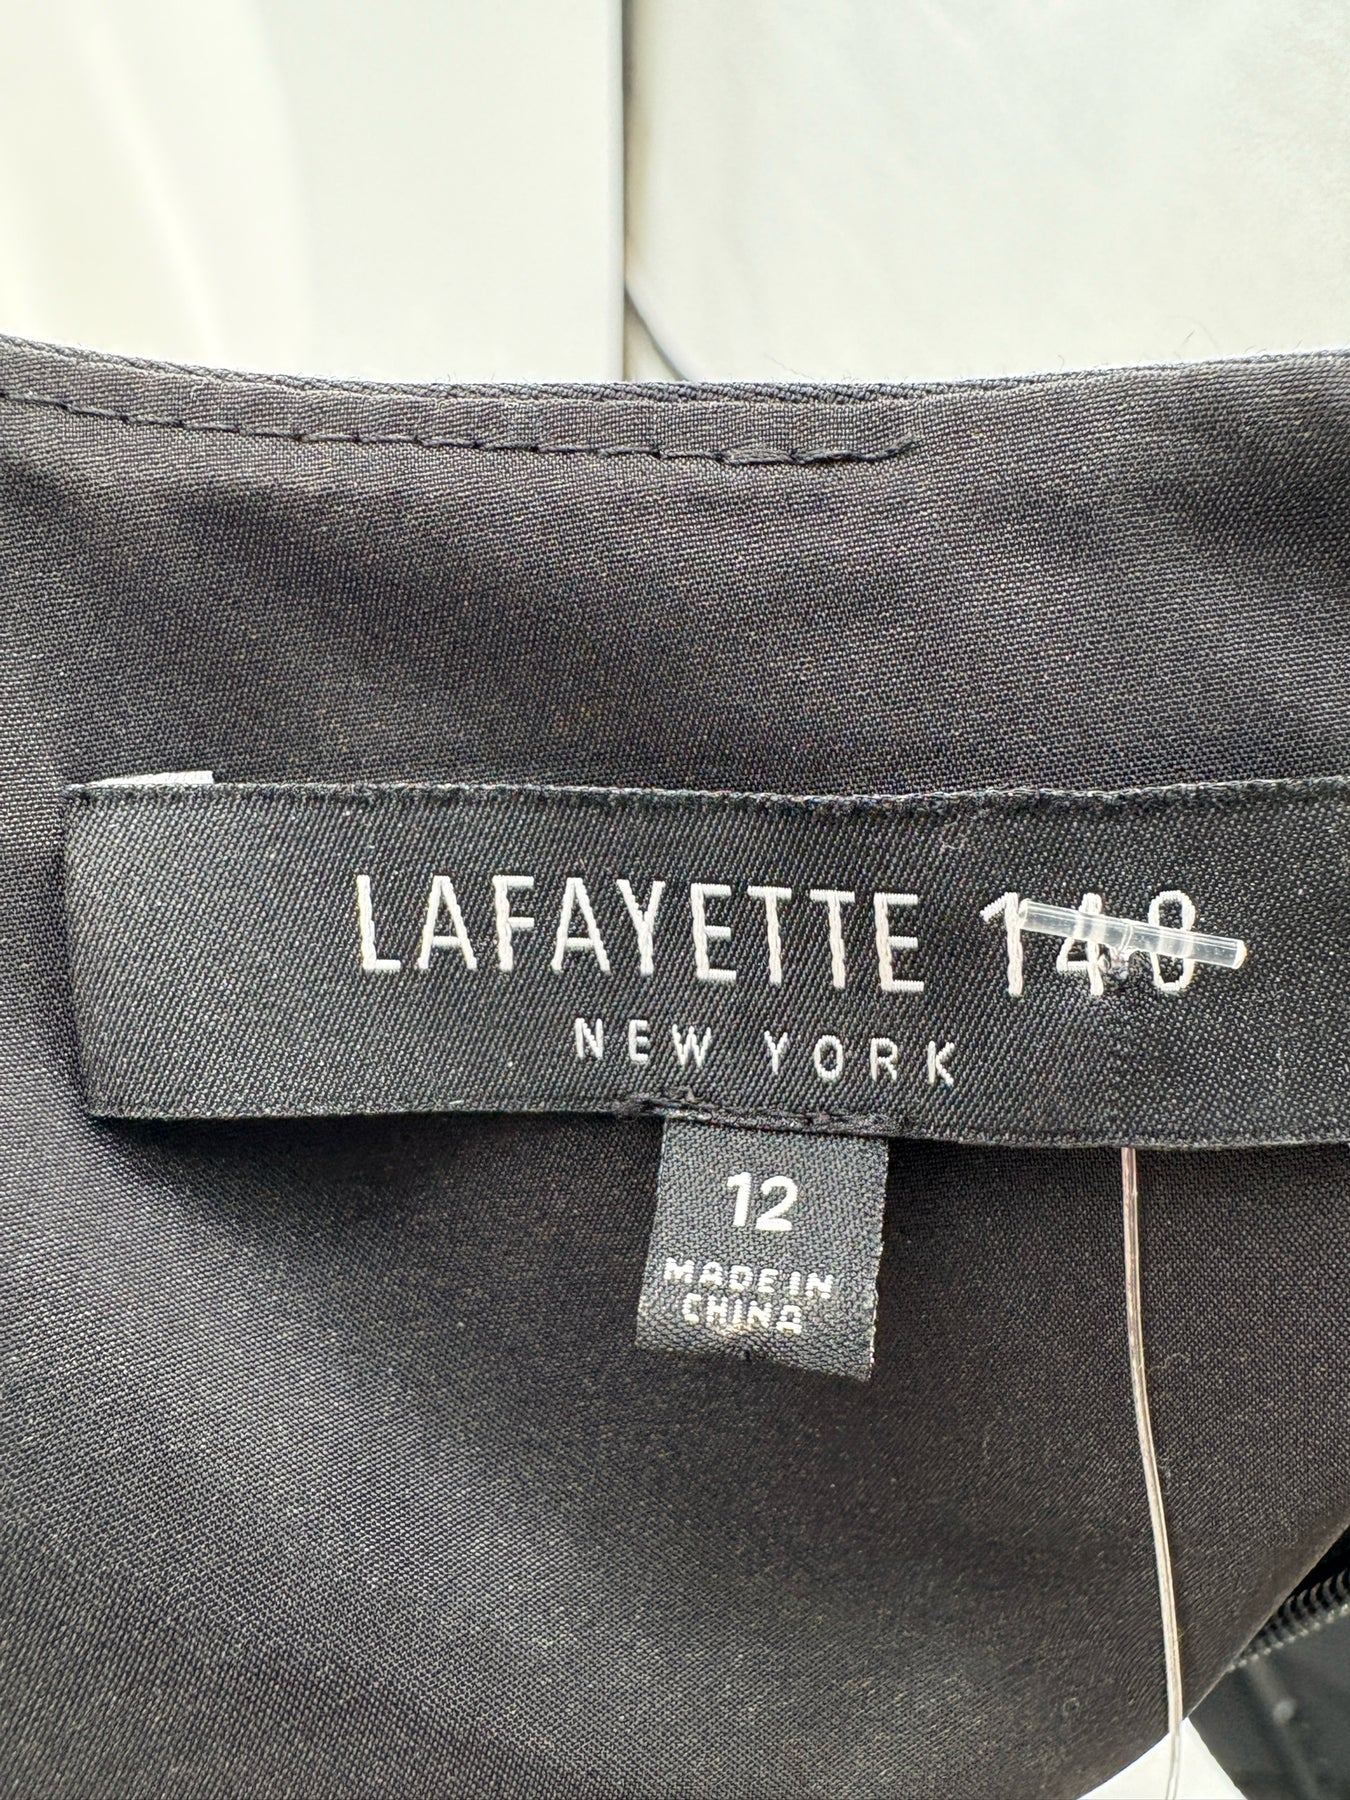 LAFAYETTE 148
NEW YORK
12
MADE IN
CHINA